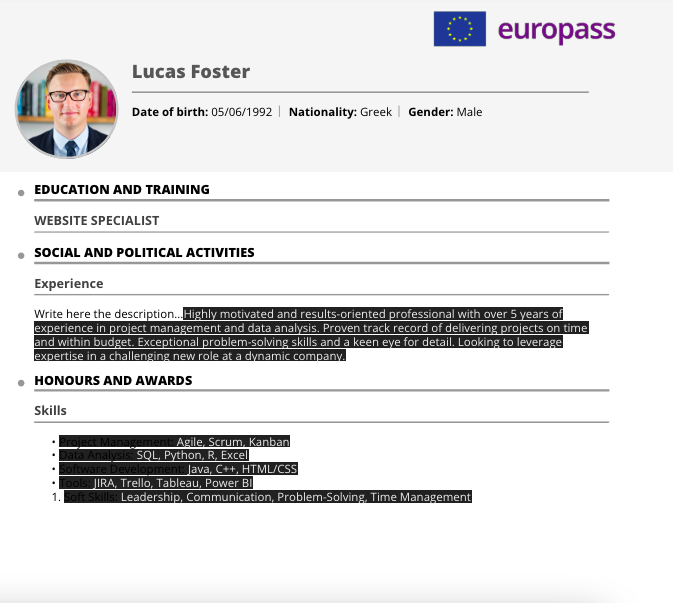 europass
Lucas Foster
Date of birth: 05/06/1992 | Nationality: Greek | Gender: Male
EDUCATION AND TRAINING
WEBSITE SPECIALIST
SOCIAL AND POLITICAL ACTIVITIES
Experience
Write here the description...Highly motivated and results-oriented professional with over 5 years of
experience in project management and data analysis. Proven track record of delivering projects on time
and within budget. Exceptional problem-solving skills and a keen eye for detail. Looking to leverage
expertise in a challenging new role at a dynamic company.
HONOURS AND AWARDS
Skills
• Project Management: Agile, Scrum, Kanban
• Data Analysis: SQL, Python, R, Excel
• Software Development: Java, C++, HTML/CSS
• Tools: JIRA, Trello, Tableau, Power BI
1. Soft Skills: Leadership, Communication, Problem-Solving, Time Management